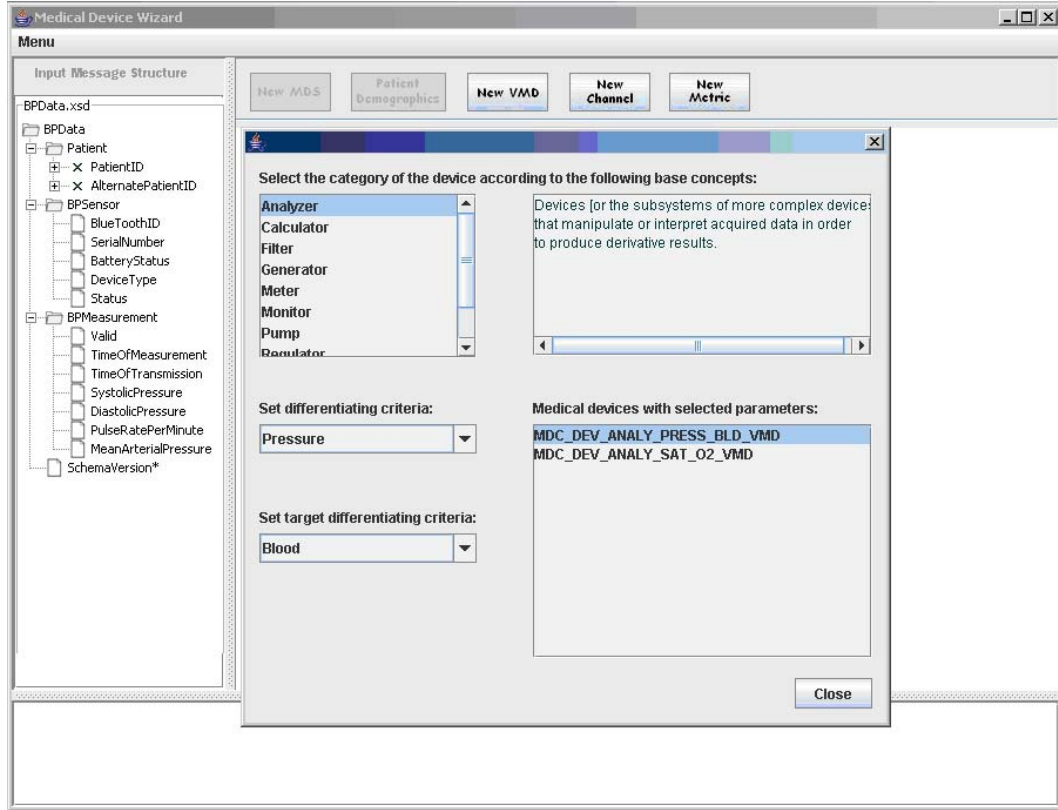 Medical Device Wizard
Menu
Input Message Structure
BPData.xsd
BPData
Patient
PatientID
AlternatePatientID
BPSensor
BlueToothID
SerialNumber
BatteryStatus
DeviceType
Status
BPMeasurement
Valid
TimeOfMeasurement
TimeOfTransmission
SystolicPressure
DiastolicPressure
PulseRatePerMinute
MeanArterialPressure
SchemaVersion*
New MDS
Patient
Demographics
New VMD
New
Channel
New
Metric
Select the category of the device according to the following base concepts:
Analyzer
Calculator
Filter
Generator
Meter
Monitor
Pump
Regulator
Devices [or the subsystems of more complex devices
that manipulate or interpret acquired data in order
to produce derivative results.
Set differentiating criteria:
Pressure
Set target differentiating criteria:
Blood
Medical devices with selected parameters:
MDC_DEV_ANALY_PRESS_BLD_VMD
MDC_DEV_ANALY_SAT_O2_VMD
Close